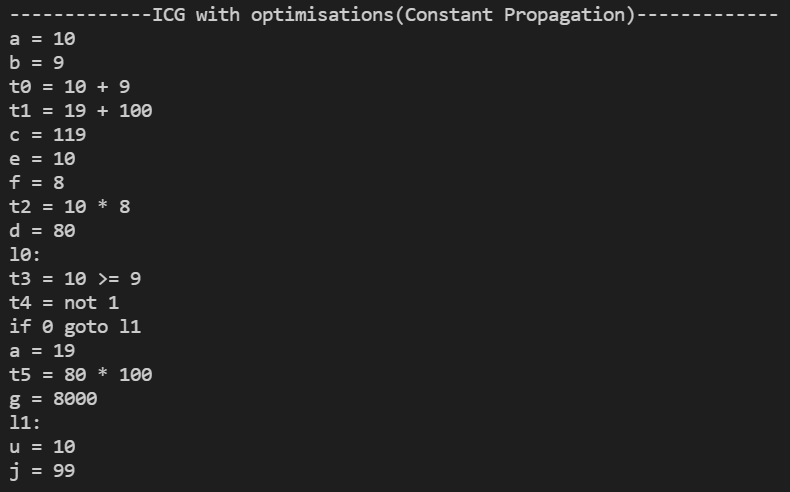 -------------ICG with optimisations(Constant Propagation)-------------
a = 10
b = 9
t0 = 10 + 9
t1 = 19 + 100
c = 119
e = 10
f = 8
t2 = 10 * 8
d = 80
l0:
t3 = 10 >= 9
t4 = not 1
if 0 goto l1
a = 19
t5 = 80 * 100
g = 8000
l1:
u = 10
j = 99